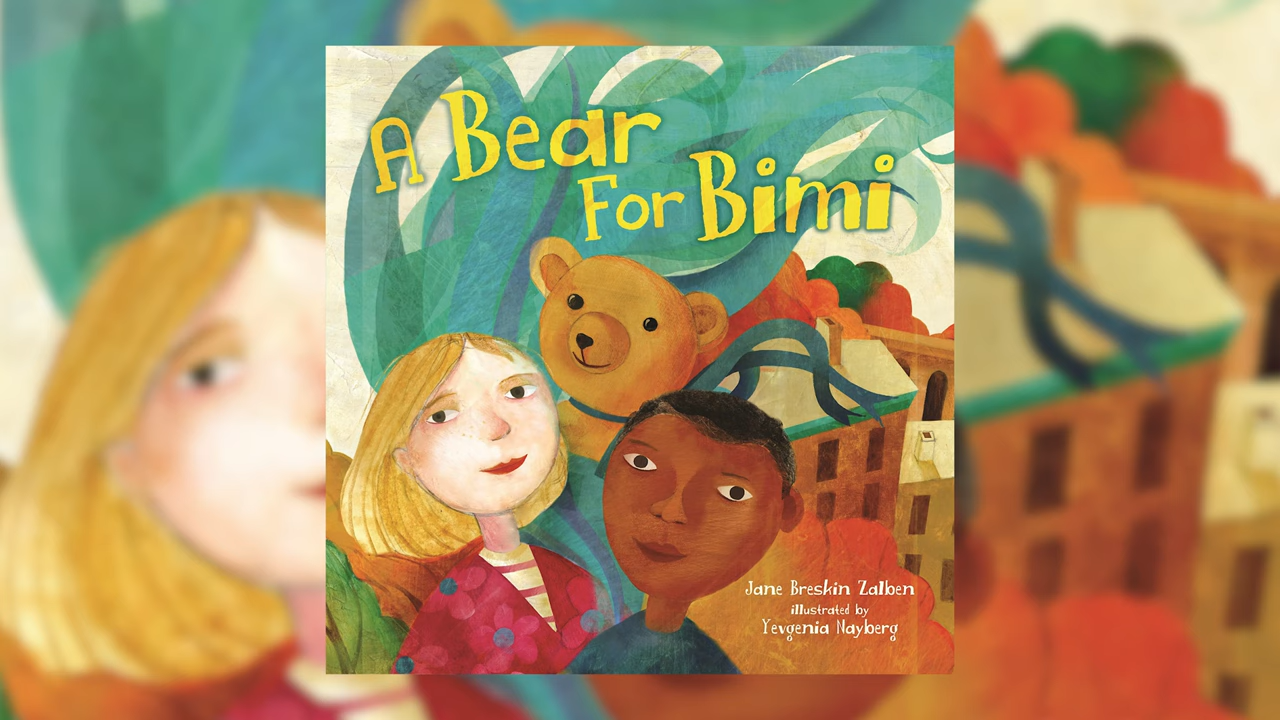 A Bear
For Bimi
Jane Breskin Zalben
illustrated by
Yevgenia Nayberg